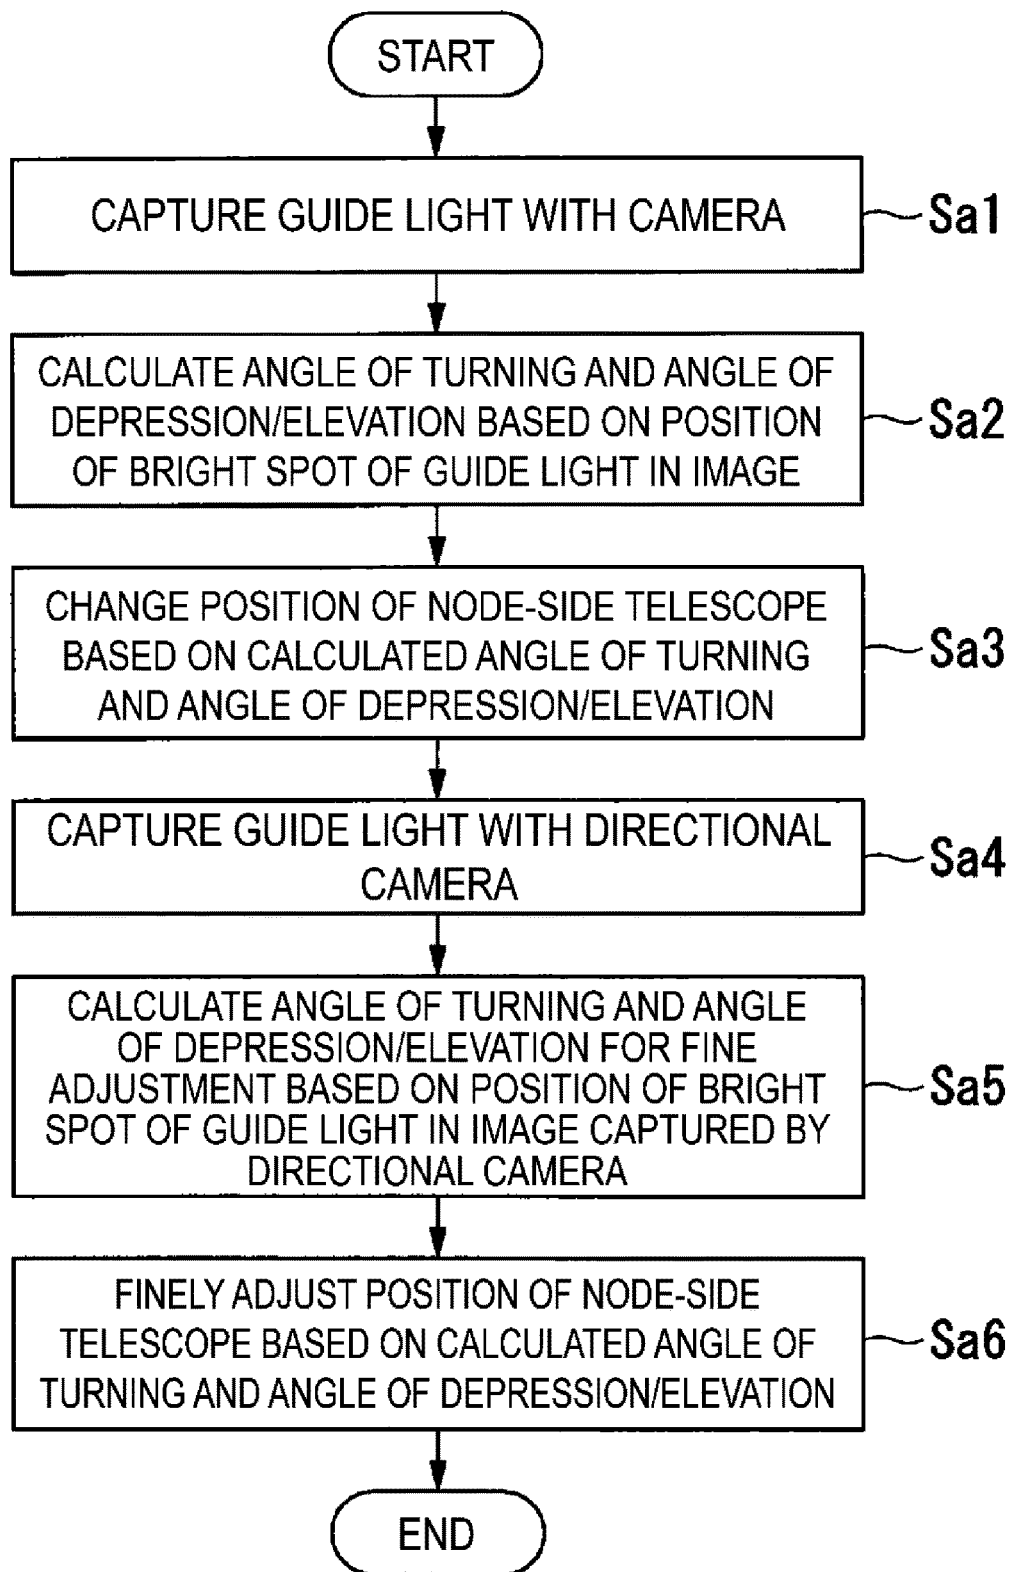 START
CAPTURE GUIDE LIGHT WITH CAMERA
Sa1
CALCULATE ANGLE OF TURNING AND ANGLE OF
DEPRESSION/ELEVATION BASED ON POSITION
OF BRIGHT SPOT OF GUIDE LIGHT IN IMAGE
Sa2
CHANGE POSITION OF NODE-SIDE TELESCOPE
BASED ON CALCULATED ANGLE OF TURNING
AND ANGLE OF DEPRESSION/ELEVATION
Sa3
CAPTURE GUIDE LIGHT WITH DIRECTIONAL
CAMERA
Sa4
CALCULATE ANGLE OF TURNING AND ANGLE
OF DEPRESSION/ELEVATION FOR FINE
ADJUSTMENT BASED ON POSITION OF BRIGHT
SPOT OF GUIDE LIGHT IN IMAGE CAPTURED BY
DIRECTIONAL CAMERA
Sa5
FINELY ADJUST POSITION OF NODE-SIDE
TELESCOPE BASED ON CALCULATED ANGLE OF
TURNING AND ANGLE OF DEPRESSION/ELEVATION
Sa6
END